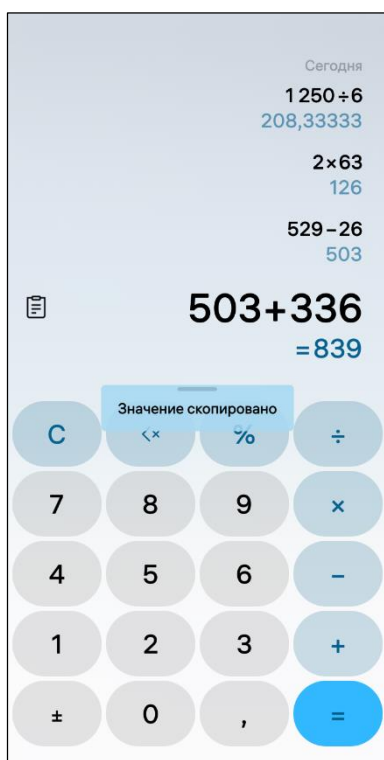 Сегодня
1 250÷6
208,33333
2×63
126
529−26
503
503+336
=839
Значение скопировано
C % ÷
7 8 9 ×
4 5 6 −
1 2 3 +
± 0 , =